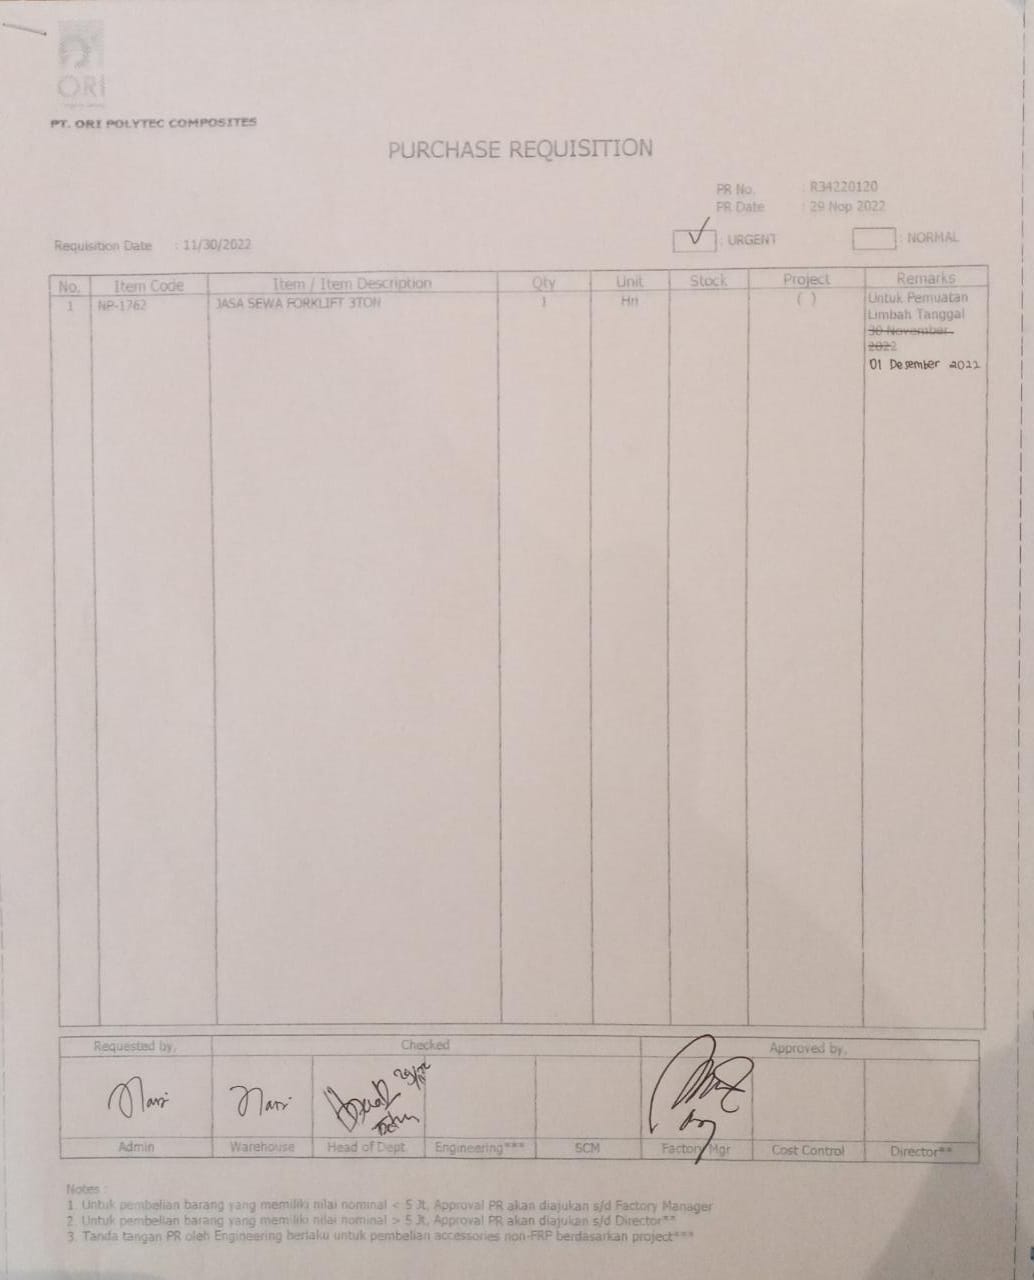 ORI
PT. ORI POLYTEC COMPOSITES
PURCHASE REQUISITION
PR No. : R34220120
PR Date : 29 Nop 2022
Requisition Date : 11/30/2022
: URGENT
: NORMAL
No. Item Code Item / Item Description Qty Unit Stock Project Remarks
1 NP-1762 JASA SEWA FORKLIFT 3TON 1 Hri ( ) Untuk Pemuatan
Limbah Tanggal
30 November
2022
01 Desember 2022
Requested by, Checked Approved by,
Admin Warehouse Head of Dept. Engineering*** SCM Factory Mgr Cost Control Director**
Notes :
1. Untuk pembelian barang yang memiliki nilai nominal < 5 Jt, Approval PR akan diajukan s/d Factory Manager
2. Untuk pembelian barang yang memiliki nilai nominal > 5 Jt, Approval PR akan diajukan s/d Director**
3. Tanda tangan PR oleh Engineering berlaku untuk pembelian accessories non-FRP berdasarkan project***